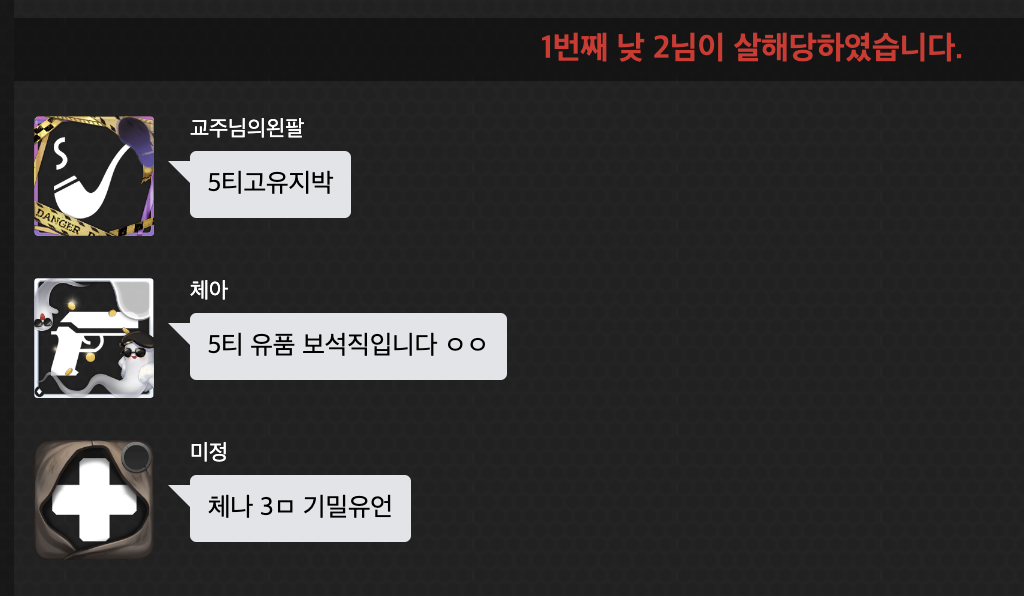 1번째 낮 2님이 살해당하였습니다.
교주님의왼팔
5티고유지박
DANGER
체아
5티 유품 보석직입니다 ㅇㅇ
미정
체나 3ㅁ 기밀유언